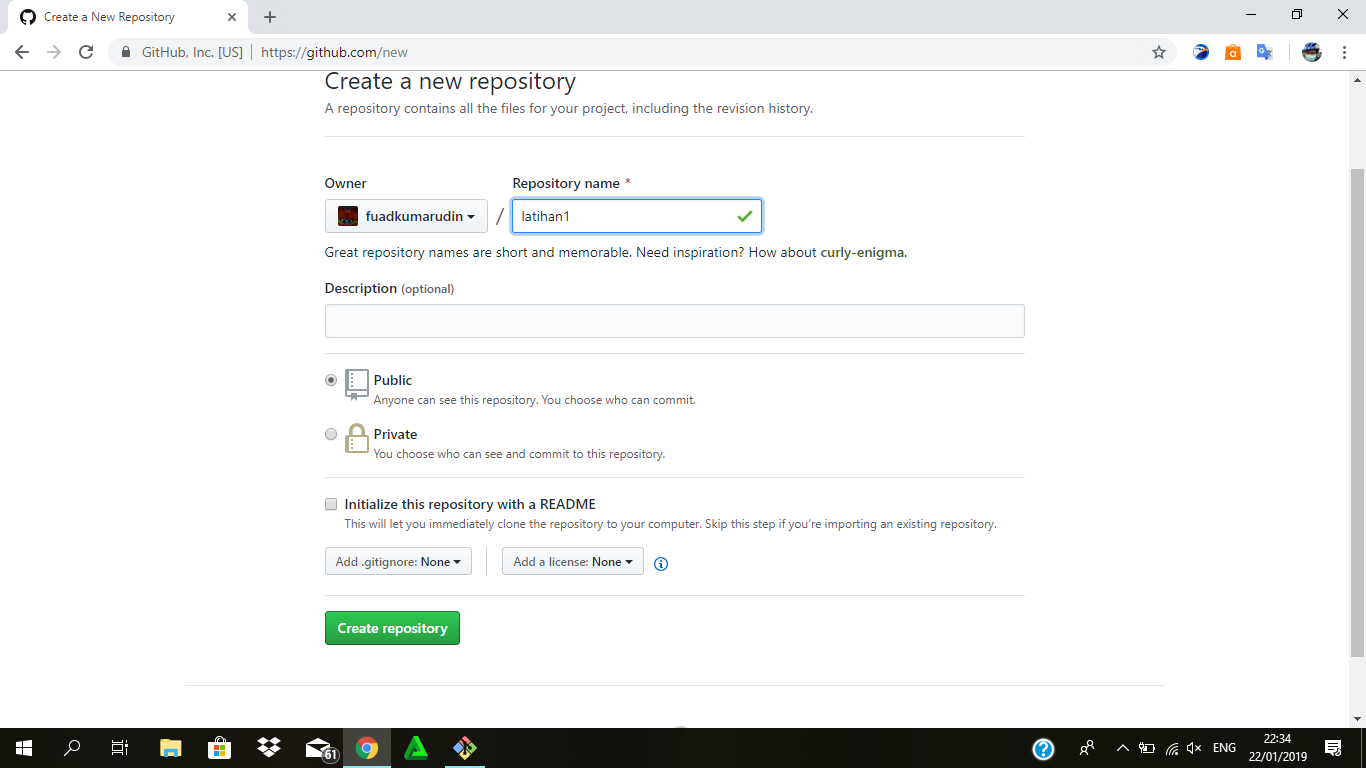 Create a New Repository
GitHub, Inc. [US] https://github.com/new
Create a new repository
A repository contains all the files for your project, including the revision history.
Owner Repository name *
fuadkumarudin / latihan1
Great repository names are short and memorable. Need inspiration? How about curly-enigma.
Description (optional)
Public
Anyone can see this repository. You choose who can commit.
Private
You choose who can see and commit to this repository.
Initialize this repository with a README
This will let you immediately clone the repository to your computer. Skip this step if you’re importing an existing repository.
Add .gitignore: None Add a license: None
Create repository
61
ENG
22:34
22/01/2019